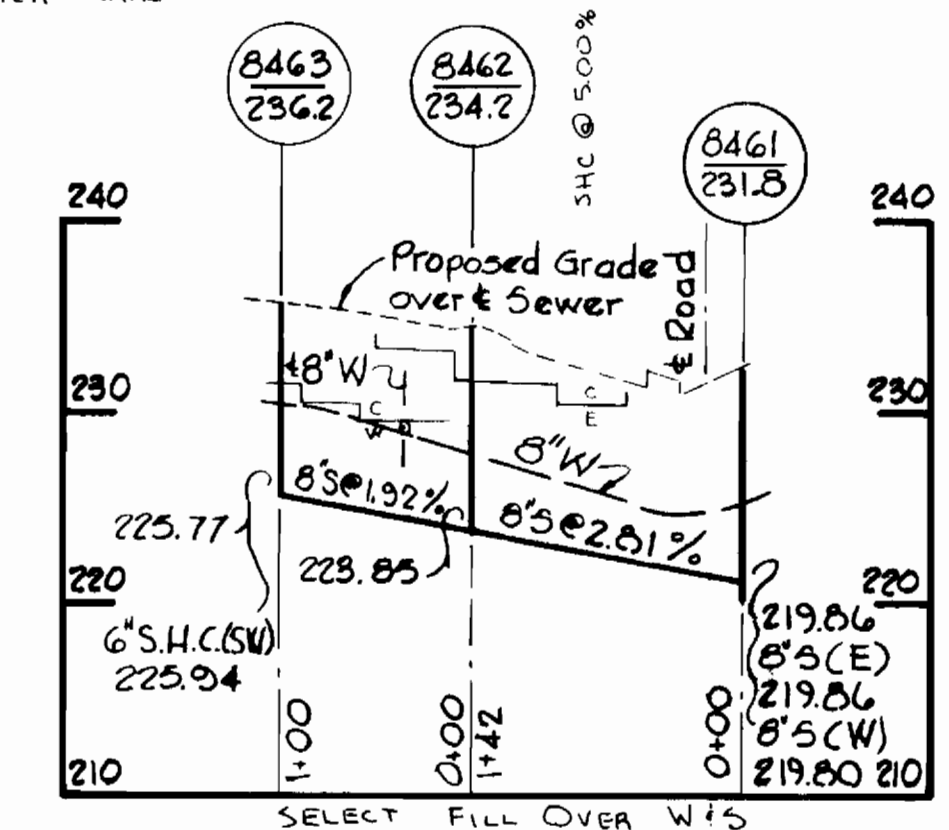 SHC @ 5.00%
8463
236.2
8462
234.2
8461
231.8
240
240
Proposed Grade
over ℄ Sewer
℄ Road
℄8"W
C
W
C
E
230
230
8"W
8"S@1.92%
8"S@2.81%
225.77
223.85
220
220
6"S.H.C.(SW)
225.94
219.86
8"S(E)
219.86
8"S(W)
219.80
1+00
0+00
1+42
0+00
210
210
SELECT FILL OVER W&S